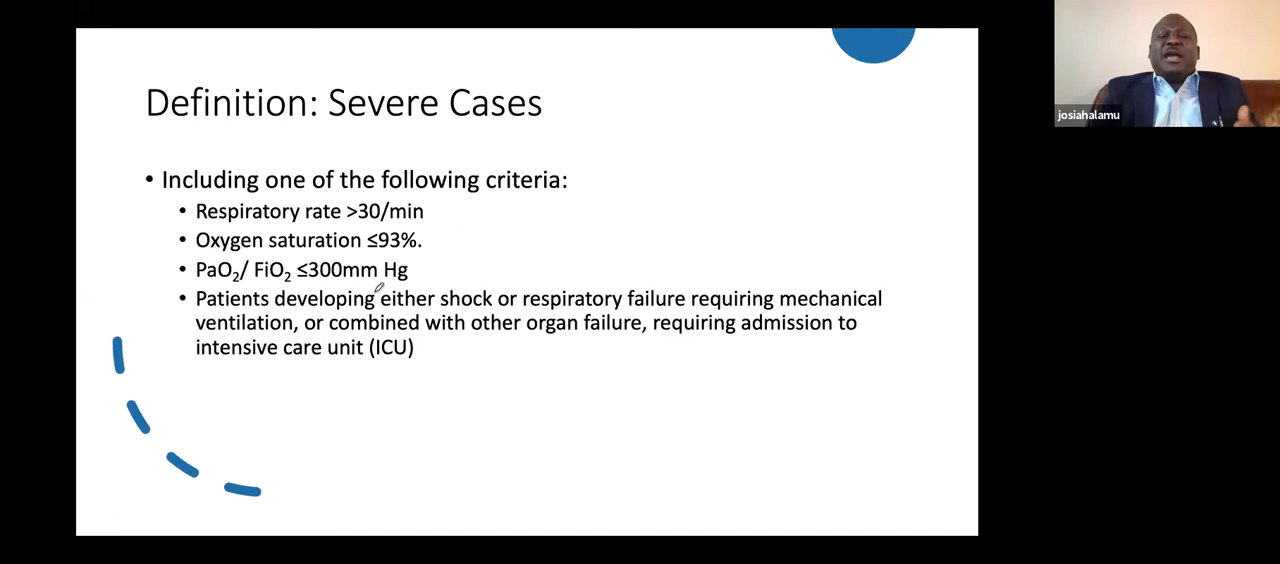 Definition: Severe Cases
• Including one of the following criteria:
• Respiratory rate >30/min
• Oxygen saturation ≤93%.
• PaO₂/ FiO₂ ≤300mm Hg
• Patients developing either shock or respiratory failure requiring mechanical
ventilation, or combined with other organ failure, requiring admission to
intensive care unit (ICU)
josiahalamu